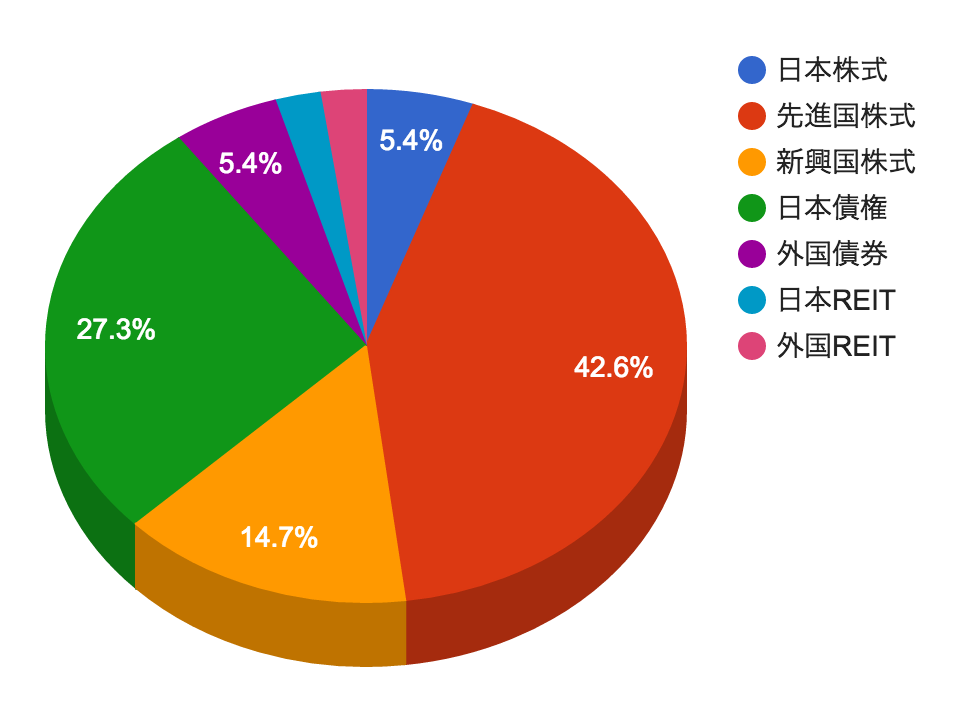 日本株式
先進国株式
新興国株式
日本債権
外国債券
日本REIT
外国REIT
5.4%
42.6%
14.7%
27.3%
5.4%